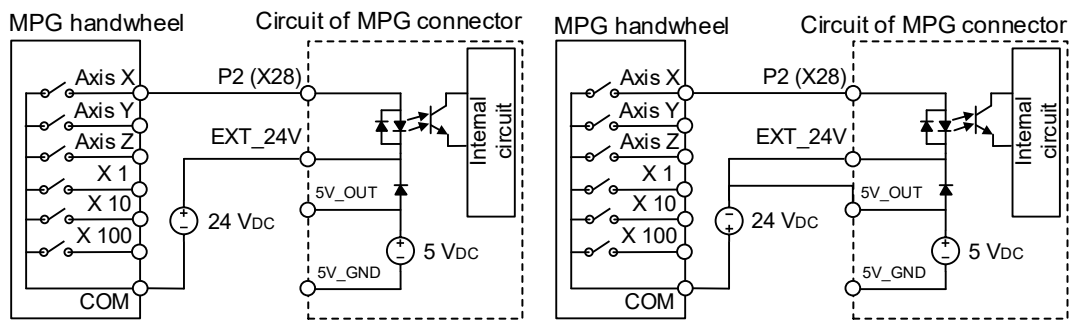 MPG handwheel
Circuit of MPG connector
Axis X
Axis Y
Axis Z
X 1
X 10
X 100
COM
P2 (X28)
EXT_24V
24 VDC
5V_OUT
5 VDC
5V_GND
Internal
circuit
MPG handwheel
Circuit of MPG connector
Axis X
Axis Y
Axis Z
X 1
X 10
X 100
COM
P2 (X28)
EXT_24V
24 VDC
5V_OUT
5 VDC
5V_GND
Internal
circuit